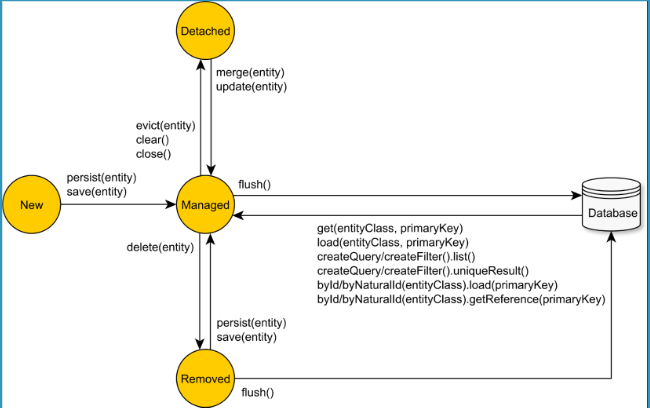 Detached
merge(entity)
update(entity)
evict(entity)
clear()
close()
persist(entity)
save(entity)
New
Managed
flush()
Database
get(entityClass, primaryKey)
load(entityClass, primaryKey)
createQuery/createFilter().list()
createQuery/createFilter().uniqueResult()
byId/byNaturalId(entityClass).load(primaryKey)
byId/byNaturalId(entityClass).getReference(primaryKey)
delete(entity)
persist(entity)
save(entity)
Removed
flush()